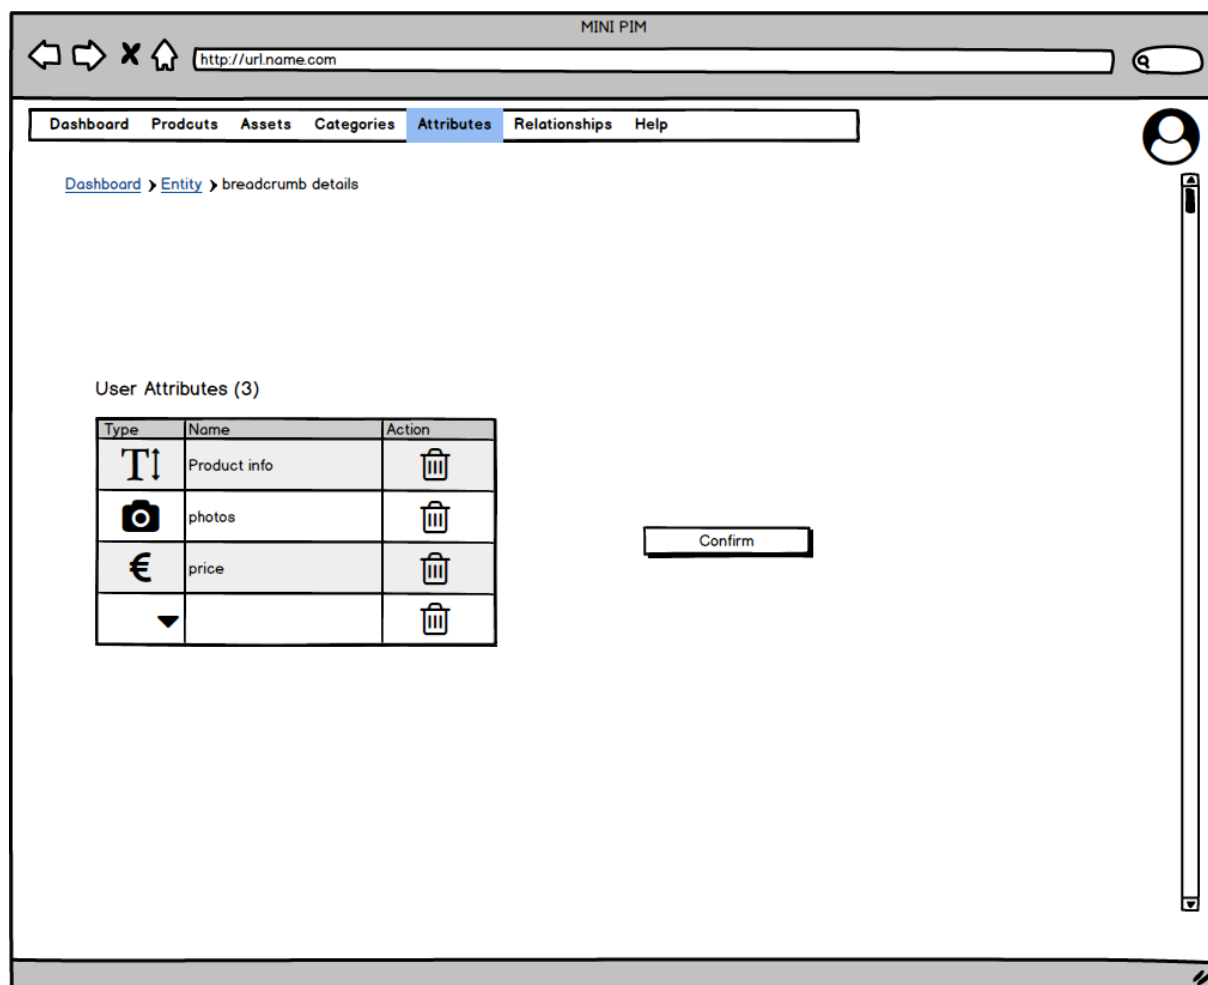 MINI PIM
http://url.name.com
Dashboard Prodcuts Assets Categories Attributes Relationships Help
Dashboard > Entity > breadcrumb details
User Attributes (3)
Type Name Action
T Product info
photos
€ price
Confirm